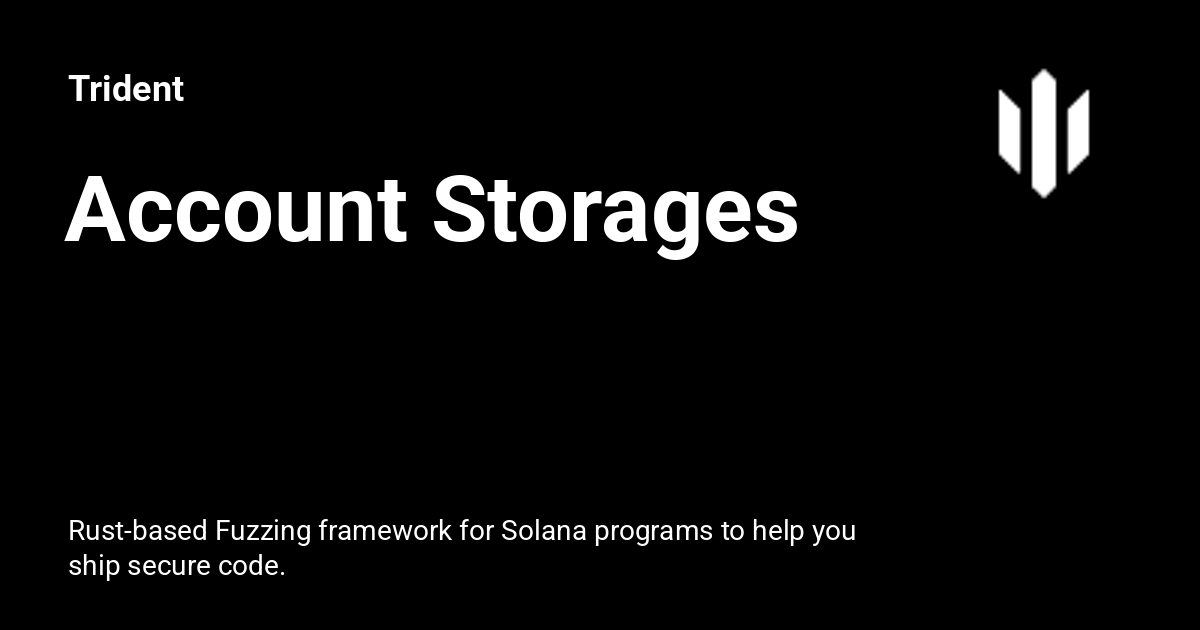 Trident
Account Storages
Rust-based Fuzzing framework for Solana programs to help you
ship secure code.